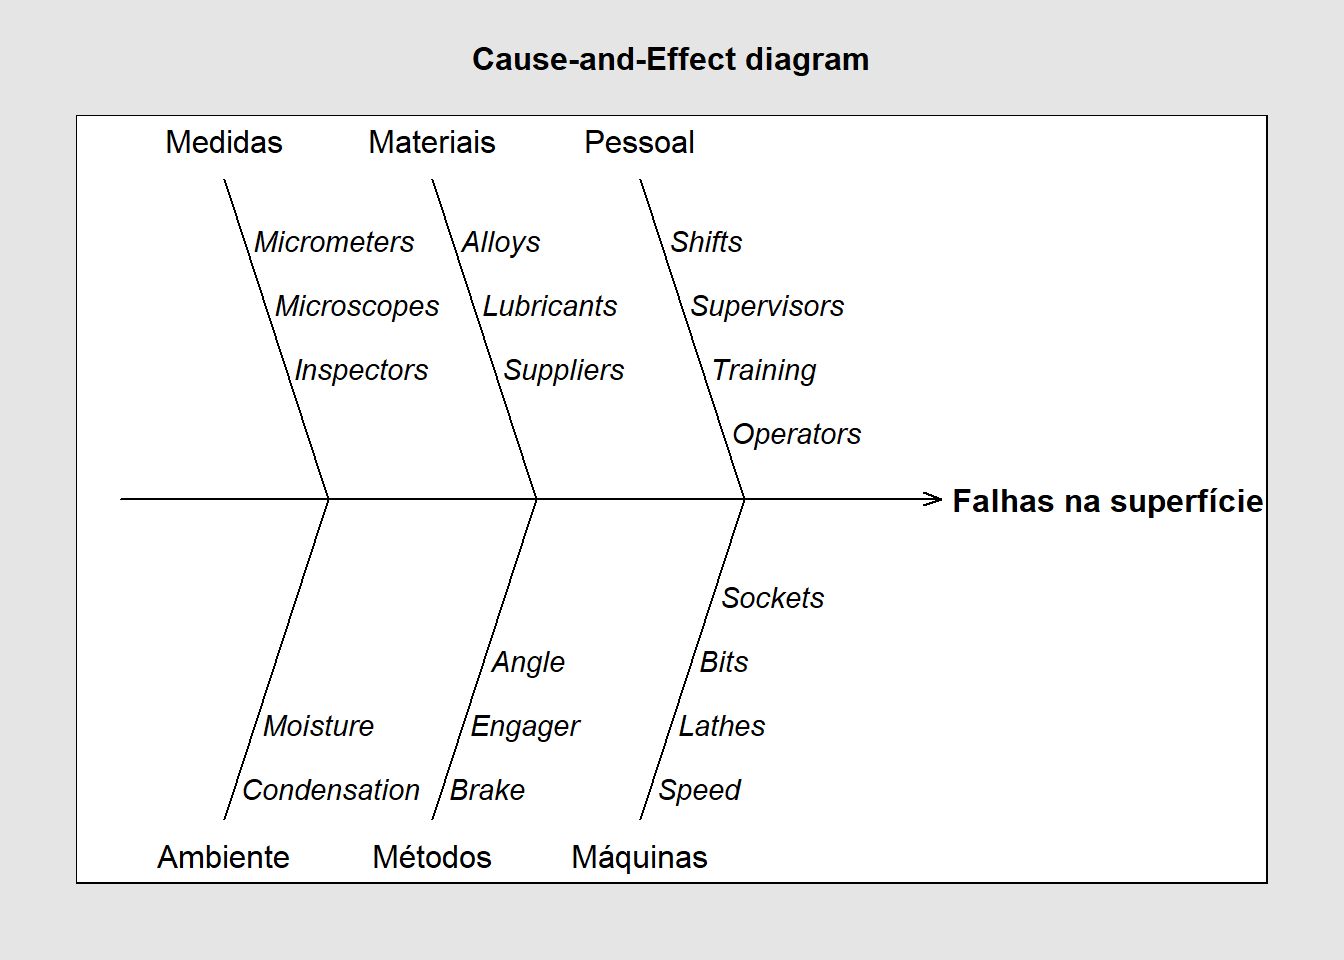 Cause-and-Effect diagram
Medidas Materiais Pessoal
Micrometers Alloys Shifts
Microscopes Lubricants Supervisors
Inspectors Suppliers Training
Operators
Falhas na superfície
Sockets
Angle Bits
Moisture Engager Lathes
Condensation Brake Speed
Ambiente Métodos Máquinas